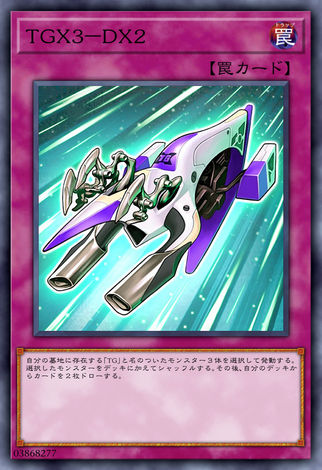 TGX3－DX2
トラップ
罠
【罠カード】
自分の墓地に存在する「TG」と名のついたモンスター３体を選択して発動する。
選択したモンスターをデッキに加えてシャッフルする。その後、自分のデッキ
からカードを２枚ドローする。
03868277